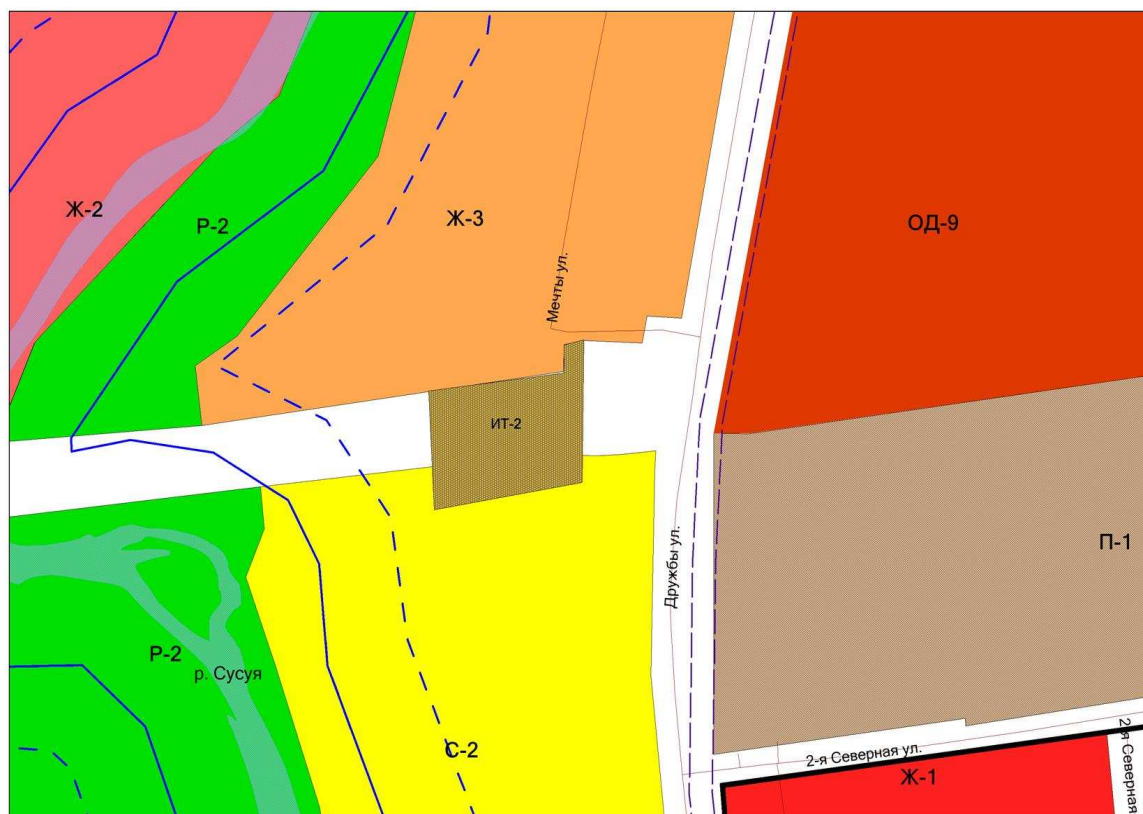 Ж-2
Р-2
Ж-3
ОД-9
Мечты ул.
ИТ-2
П-1
Дружбы ул.
Р-2
р. Сусуя
С-2
2-я Северная ул.
Ж-1
2-я Северная